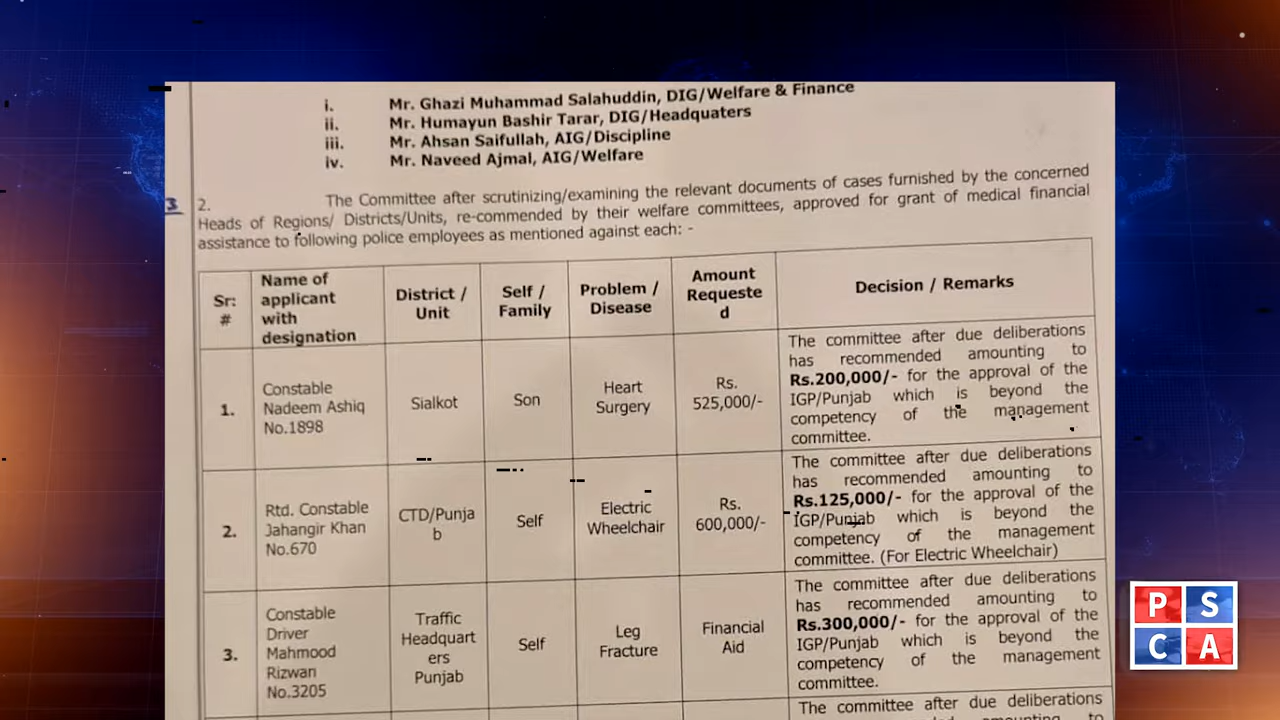 i. Mr. Ghazi Muhammad Salahuddin, DIG/Welfare & Finance
ii. Mr. Humayun Bashir Tarar, DIG/Headquaters
iii. Mr. Ahsan Saifullah, AIG/Discipline
iv. Mr. Naveed Ajmal, AIG/Welfare
3
2. The Committee after scrutinizing/examining the relevant documents of cases furnished by the concerned
Heads of Regions/ Districts/Units, re-commended by their welfare committees, approved for grant of medical financial
assistance to following police employees as mentioned against each: -
Sr:
#
Name of
applicant
with
designation
District /
Unit
Self /
Family
Problem /
Disease
Amount
Requeste
d
Decision / Remarks
1.
Constable
Nadeem Ashiq
No.1898
Sialkot
Son
Heart
Surgery
Rs.
525,000/-
The committee after due deliberations
has recommended amounting to
Rs.200,000/- for the approval of the
IGP/Punjab which is beyond the
competency of the management
committee.
2.
Rtd. Constable
Jahangir Khan
No.670
CTD/Punja
b
Self
Electric
Wheelchair
Rs.
600,000/-
The committee after due deliberations
has recommended amounting to
Rs.125,000/- for the approval of the
IGP/Punjab which is beyond the
competency of the management
committee. (For Electric Wheelchair)
3.
Constable
Driver
Mahmood
Rizwan
No.3205
Traffic
Headquart
ers
Punjab
Self
Leg
Fracture
Financial
Aid
The committee after due deliberations
has recommended amounting to
Rs.300,000/- for the approval of the
IGP/Punjab which is beyond the
competency of the management
committee.
The committee after due deliberations
amounting to
P S
C A